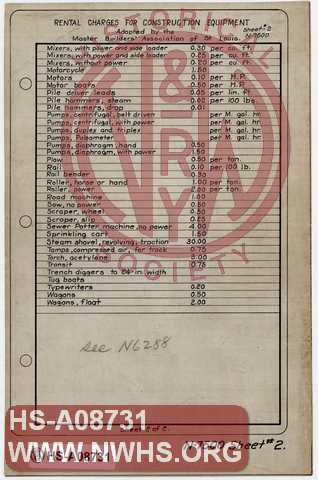 RENTAL CHARGES FOR CONSTRUCTION EQUIPMENT
Adopted by the Sheet #2
Master Builders' Association of St Louis. N-7500
Mixers, with power and side loader 0.30 per cu. ft.
Mixers, with power and side loader 0.25 per cu. ft.
Mixers, without power 0.20 per cu. ft.
Motorcycle 1.50
Motors 0.10 per H.P.
Motor boats 0.50 per H.P.
Pile driver leads 0.05 per lin. ft.
Pile hammers, steam 0.02 per 100 lbs.
Pile hammers, drop 0.01
Pumps, centrifugal, belt driven per M. gal. hr.
Pumps, centrifugal, with power per M. gal. hr.
Pumps, duplex and triplex per M. gal. hr.
Pumps, Pulsometer per M. gal. hr.
Pumps, diaphragm, hand 0.50
Pumps, diaphragm, with power 1.50
Plow 0.50 per ton.
Rail 0.10 per 100 lb.
Rail bender 0.30
Roller, horse or hand 1.00 per ton.
Roller, power 2.00 per ton.
Road machine 1.00
Saw, no power 0.50
Scraper, wheel 0.50
Scraper, slip 0.25
Sewer Potter machine, no power 4.00
Sprinkling cart 1.50
Steam shovel, revolving, traction 30.00
Tamps, compressed air, for track 0.75
Torch, acetylene 3.00
Transit 0.75
Trench diggers to 24 in width
Tug boats
Typewriters 0.20
Wagons 0.50
Wagons, float 2.00
see N6288
HS-A08731
Sheet 2 of 2.
N-7500 Sheet #2.
WWW.NWHS.ORG
HS-A08731
N&W RY
SOCIETY